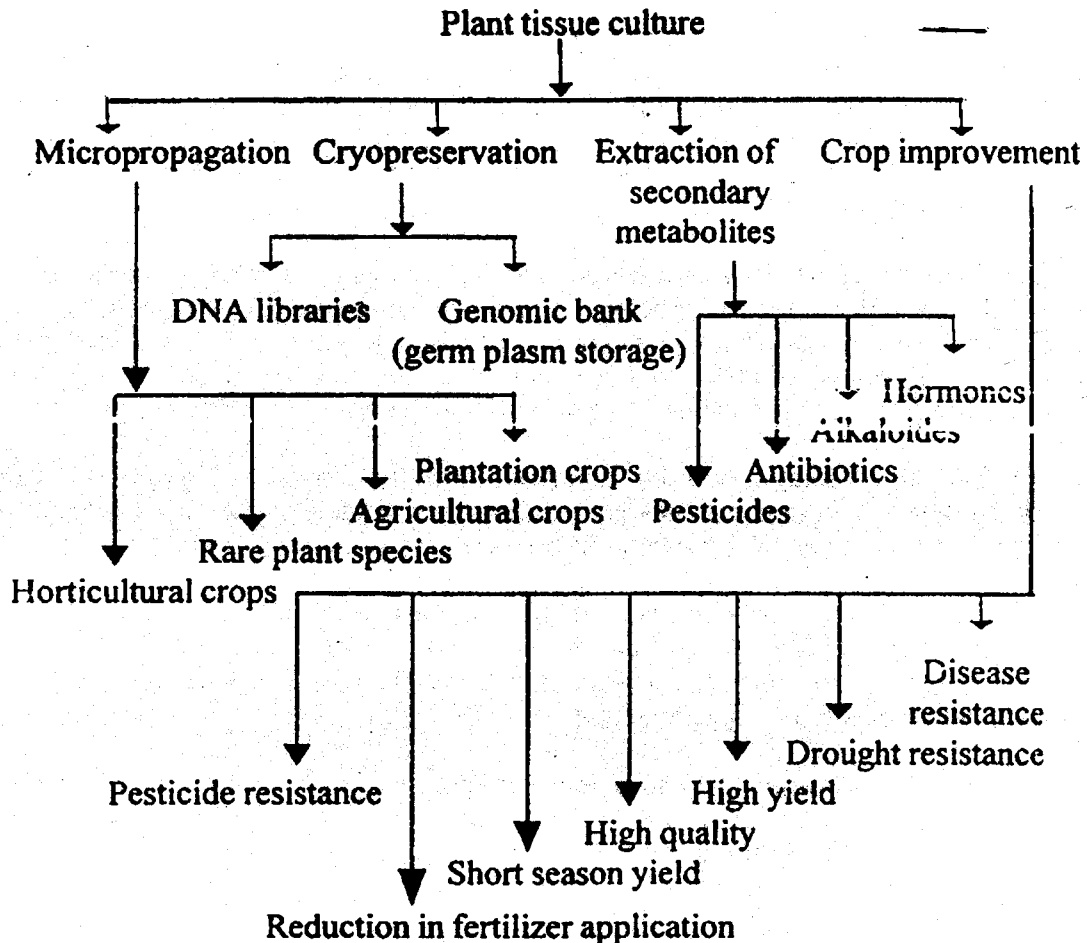 Plant tissue culture
Micropropagation
Cryopreservation
Extraction of
secondary
metabolites
Crop improvement
DNA libraries
Genomic bank
(germ plasm storage)
Hormones
Alkaloides
Antibiotics
Pesticides
Plantation crops
Agricultural crops
Rare plant species
Horticultural crops
Disease
resistance
Drought resistance
High yield
High quality
Short season yield
Reduction in fertilizer application
Pesticide resistance